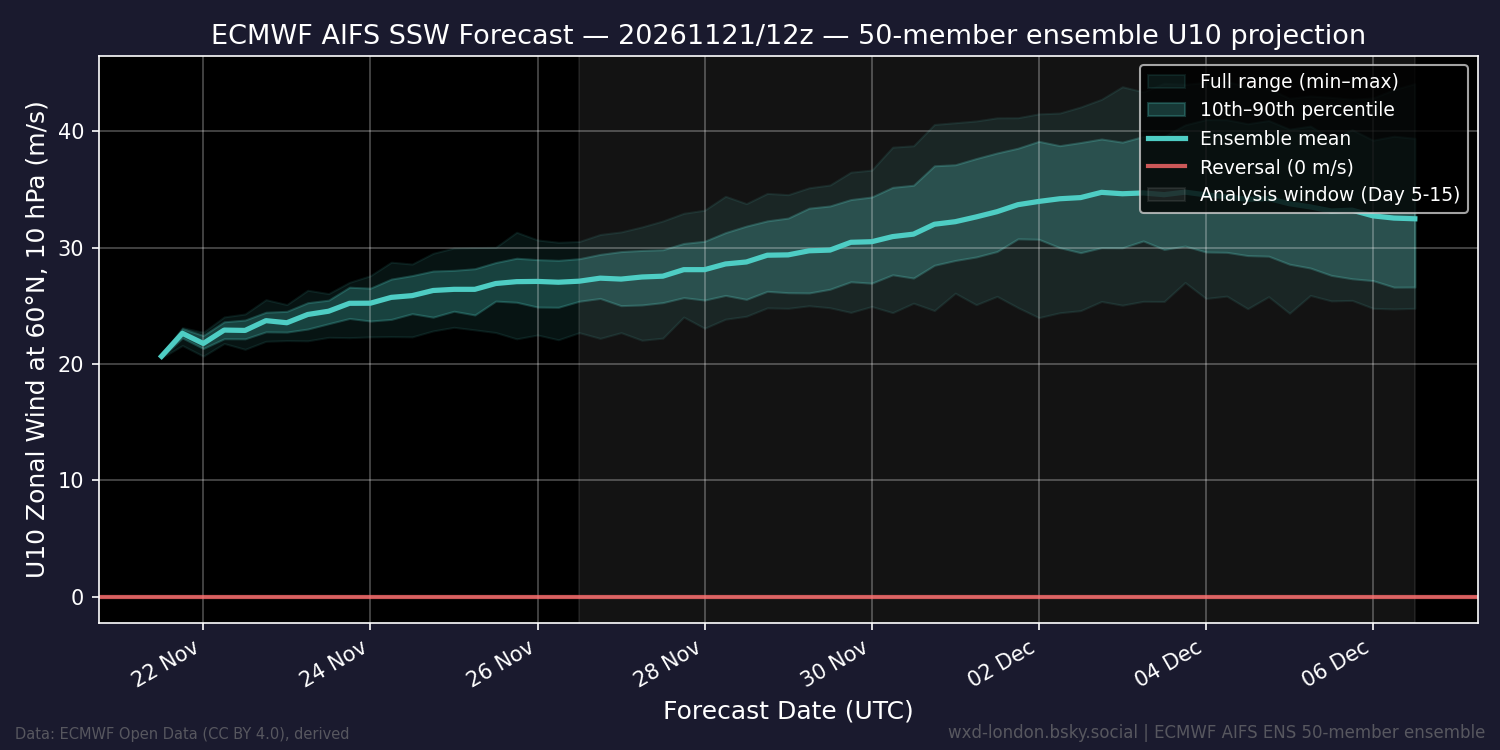 ECMWF AIFS SSW Forecast — 20261121/12z — 50-member ensemble U10 projection
Full range (min–max)
10th–90th percentile
Ensemble mean
Reversal (0 m/s)
Analysis window (Day 5-15)
U10 Zonal Wind at 60°N, 10 hPa (m/s)
40
30
20
10
0
22 Nov
24 Nov
26 Nov
28 Nov
30 Nov
02 Dec
04 Dec
06 Dec
Forecast Date (UTC)
Data: ECMWF Open Data (CC BY 4.0), derived
wxd-london.bsky.social | ECMWF AIFS ENS 50-member ensemble